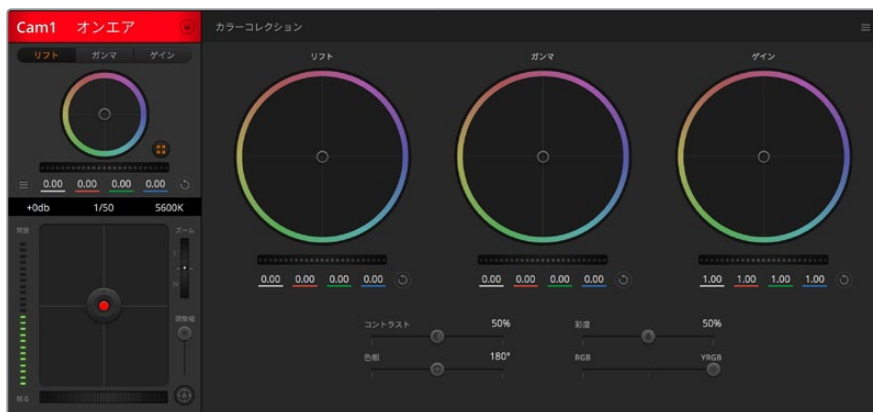 Cam1 オンエア
リフト ガンマ ゲイン
0.00 0.00 0.00 0.00
+0db 1/50 5600K
ズーム
T
W
調整幅
A
カラーコレクション
リフト ガンマ ゲイン
0.00 0.00 0.00 0.00
0.00 0.00 0.00 0.00
1.00 1.00 1.00 1.00
コントラスト 50%
彩度 50%
色相 180°
RGB YRGB